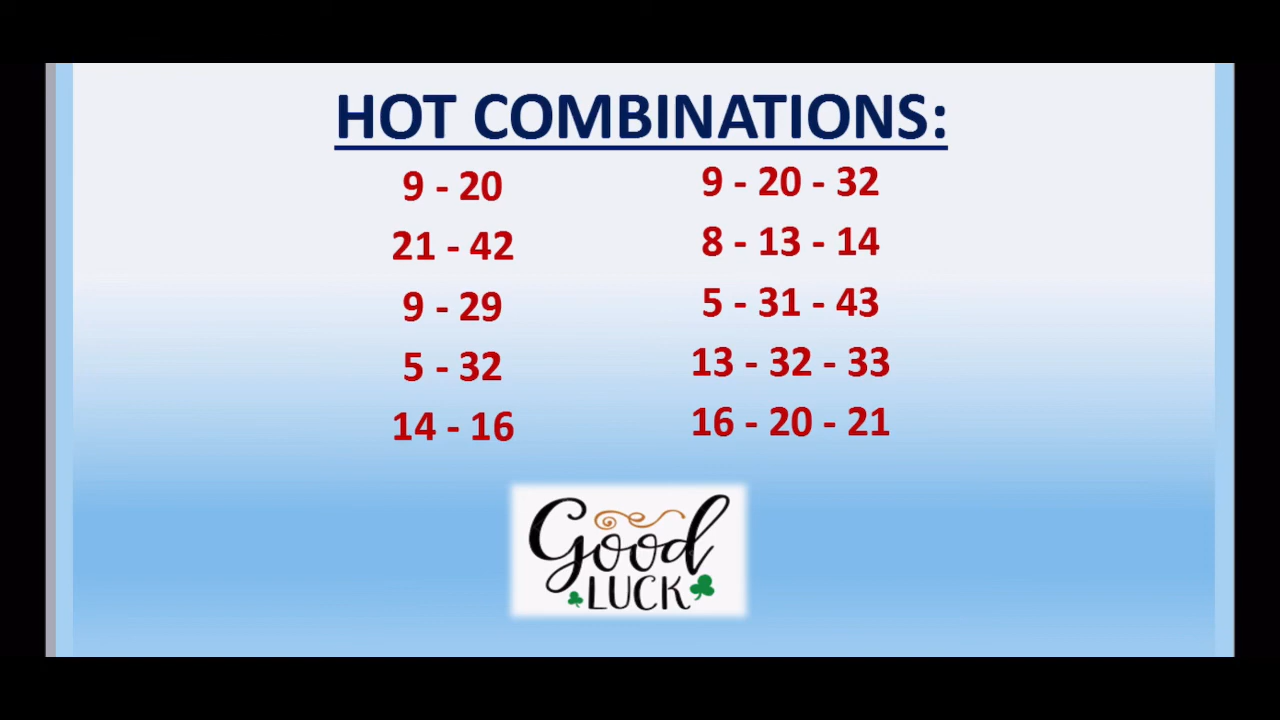 HOT COMBINATIONS:
9 - 20
21 - 42
9 - 29
5 - 32
14 - 16
9 - 20 - 32
8 - 13 - 14
5 - 31 - 43
13 - 32 - 33
16 - 20 - 21
Good
LUCK